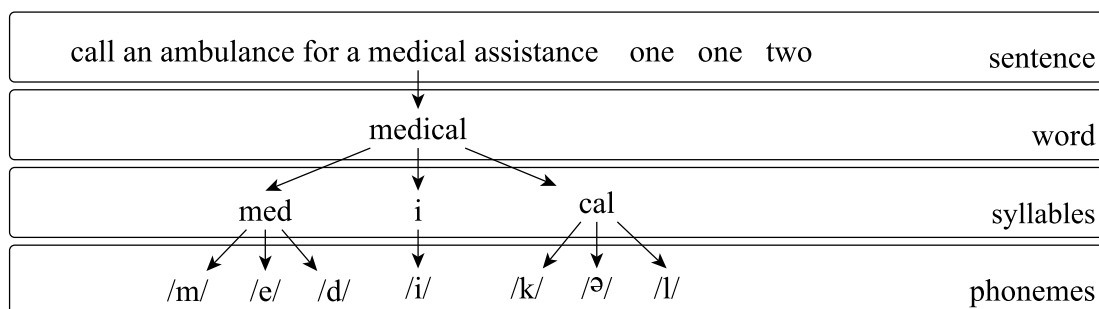 call an ambulance for a medical assistance one one two sentence
medical word
med i cal syllables
/m/ /e/ /d/ /i/ /k/ /ə/ /l/ phonemes